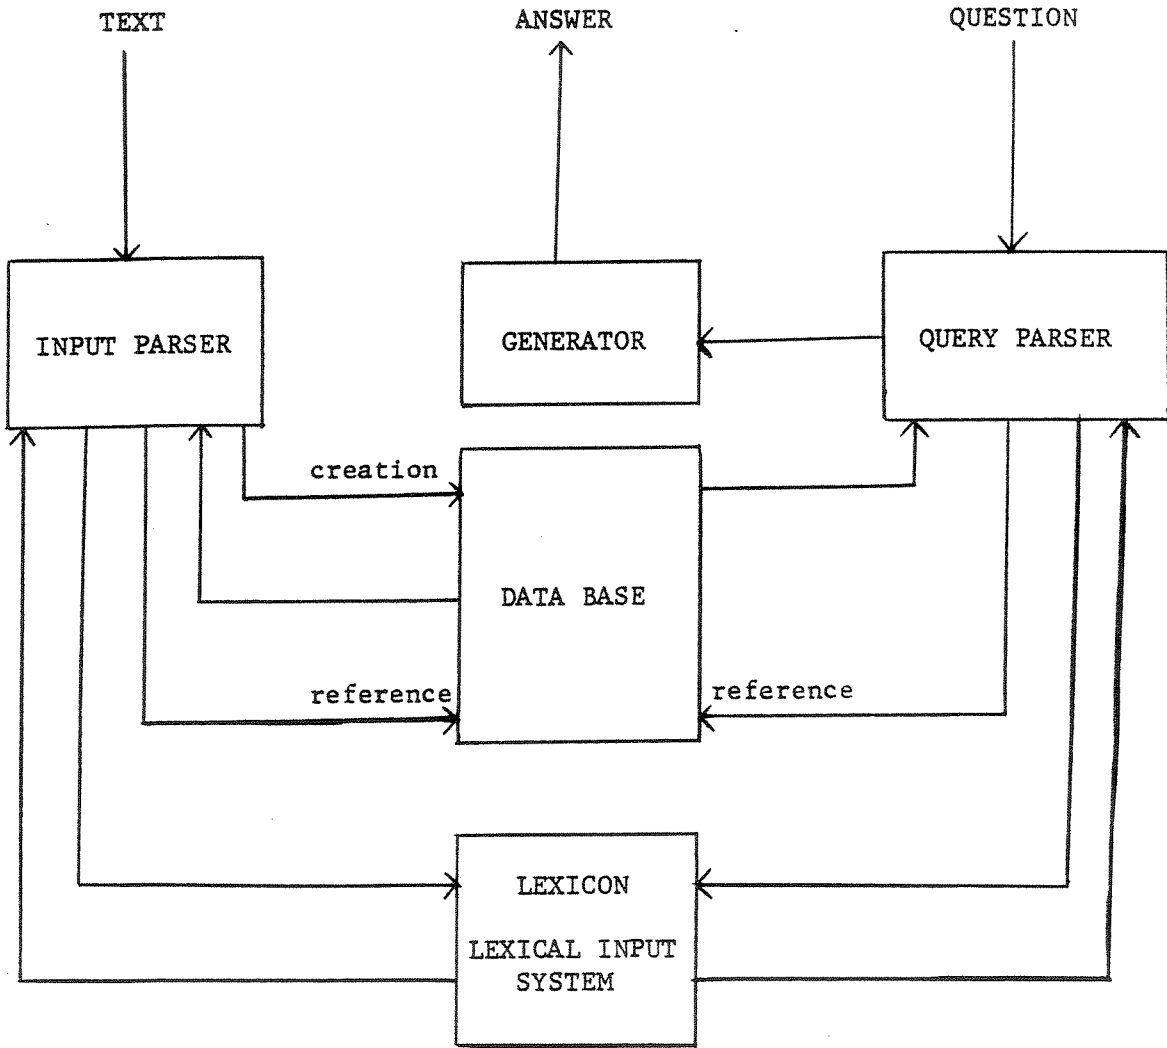 TEXT
ANSWER
QUESTION
INPUT PARSER
GENERATOR
QUERY PARSER
creation
DATA BASE
reference
reference
LEXICON
LEXICAL INPUT
SYSTEM